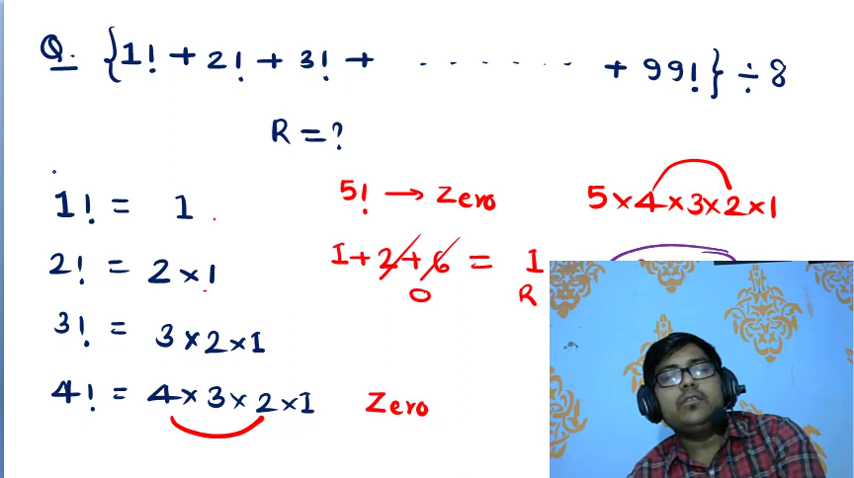 Q. {1! + 2! + 3! + ........ + 99!} ÷ 8
R = ?
1! = 1
5! → Zero
5×4×3×2×1
2! = 2×1
1+2+6 = 1
0
R
3! = 3×2×1
4! = 4×3×2×1
Zero